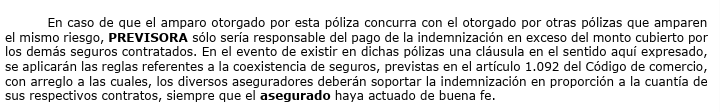 En caso de que el amparo otorgado por esta póliza concurra con el otorgado por otras pólizas que amparen
el mismo riesgo, PREVISORA sólo sería responsable del pago de la indemnización en exceso del monto cubierto por
los demás seguros contratados. En el evento de existir en dichas pólizas una cláusula en el sentido aquí expresado,
se aplicarán las reglas referentes a la coexistencia de seguros, previstas en el artículo 1.092 del Código de comercio,
con arreglo a las cuales, los diversos aseguradores deberán soportar la indemnización en proporción a la cuantía de
sus respectivos contratos, siempre que el asegurado haya actuado de buena fe.